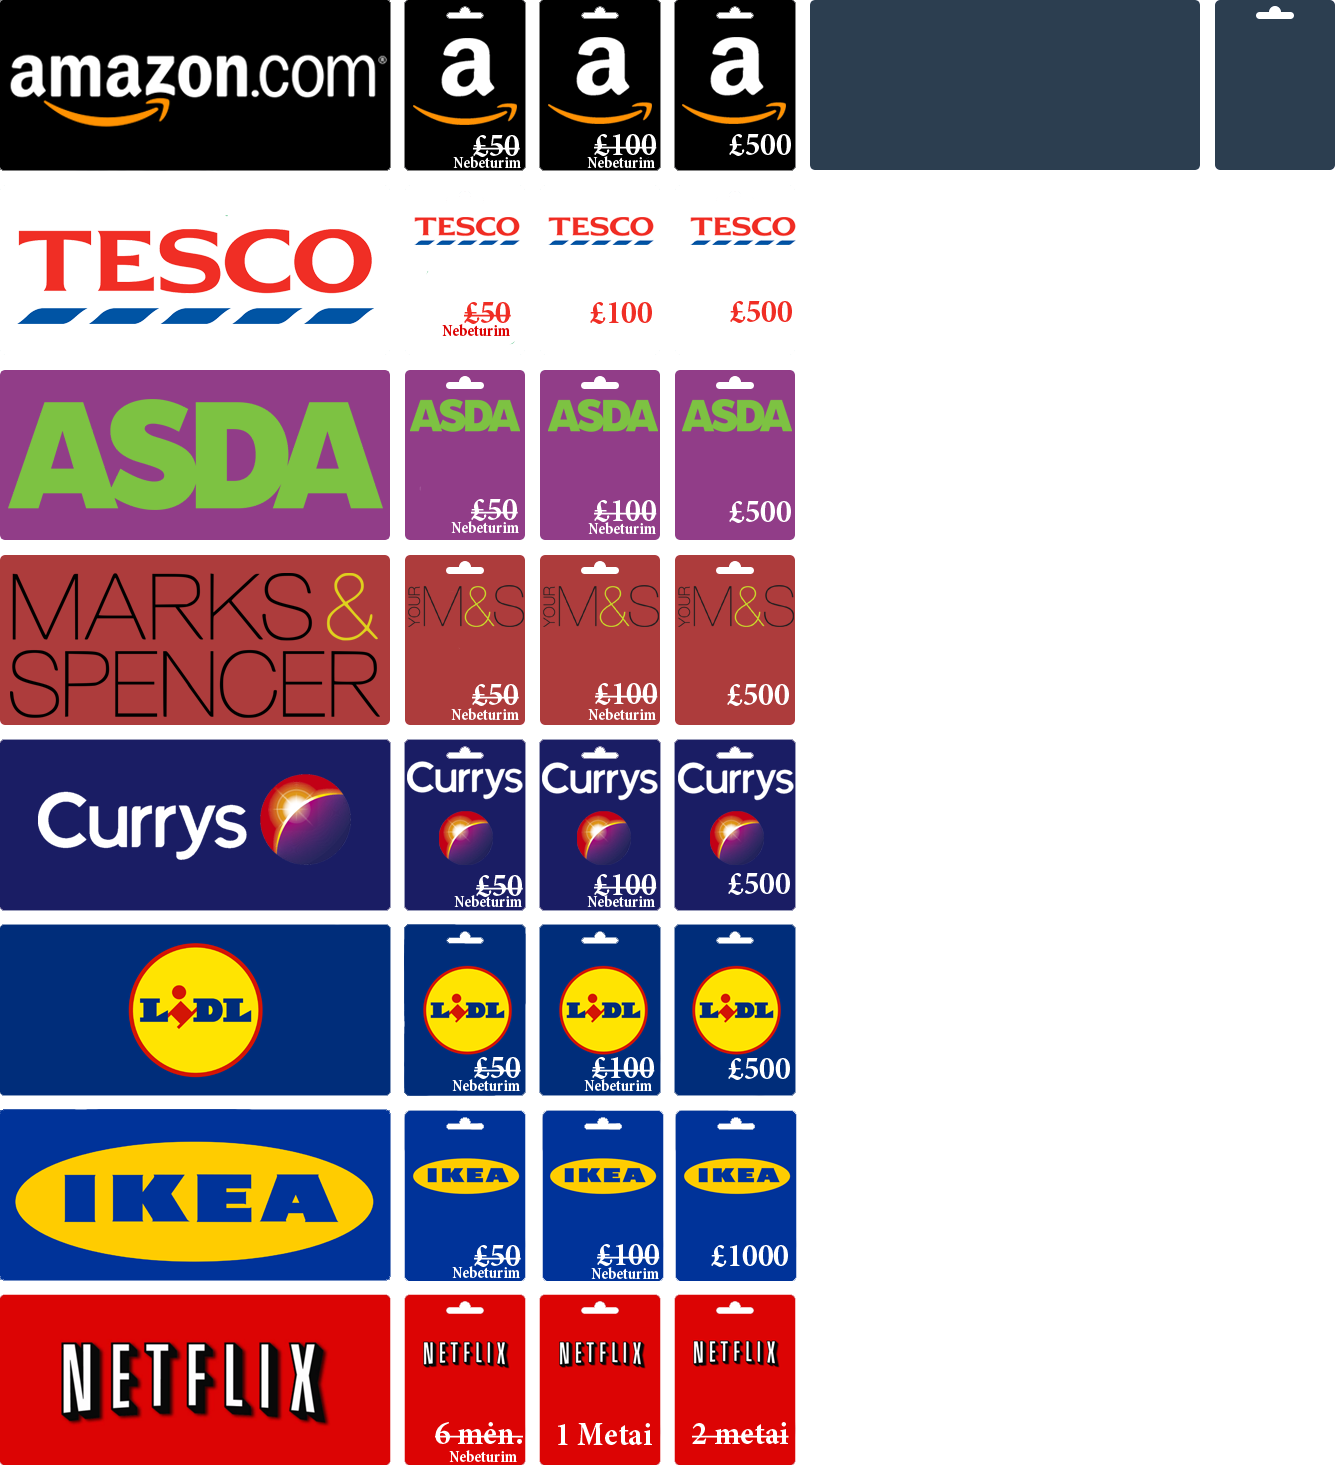 amazon.com®
a
£50
Nebeturim
a
£100
Nebeturim
a
£500
TESCO
TESCO
£50
Nebeturim
TESCO
£100
TESCO
£500
ASDA
ASDA
£50
Nebeturim
ASDA
£100
Nebeturim
ASDA
£500
MARKS &
SPENCER
YOUR M&S
£50
Nebeturim
YOUR M&S
£100
Nebeturim
YOUR M&S
£500
Currys
Currys
£50
Nebeturim
Currys
£100
Nebeturim
Currys
£500
LiDL
LiDL
£50
Nebeturim
LiDL
£100
Nebeturim
LiDL
£500
IKEA
IKEA
£50
Nebeturim
IKEA
£100
Nebeturim
IKEA
£1000
NETFLIX
NETFLIX
6 mėn.
Nebeturim
NETFLIX
1 Metai
NETFLIX
2 metai